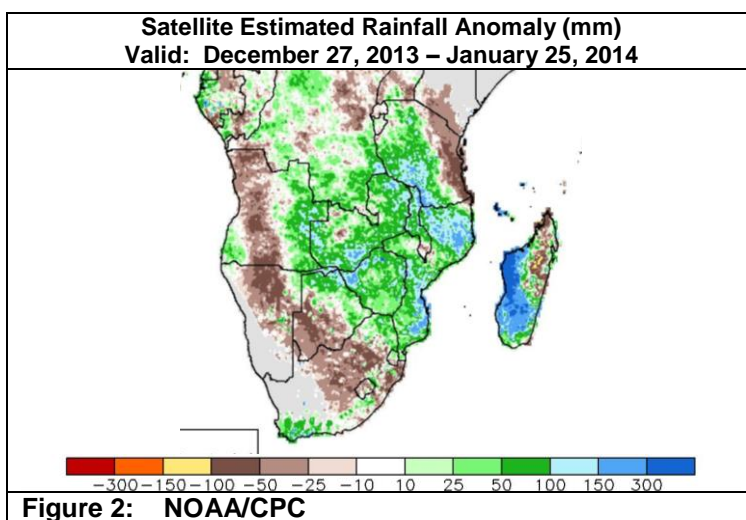 Satellite Estimated Rainfall Anomaly (mm)
Valid: December 27, 2013 – January 25, 2014
−300 −150 −100 −50 −25 −10 10 25 50 100 150 300
Figure 2: NOAA/CPC